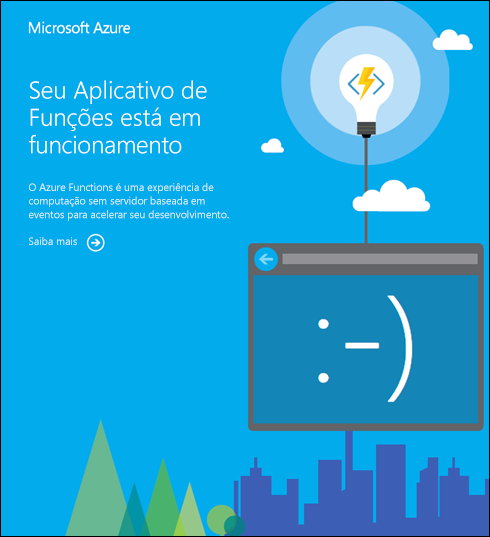 Microsoft Azure
Seu Aplicativo de
Funções está em
funcionamento
O Azure Functions é uma experiência de
computação sem servidor baseada em
eventos para acelerar seu desenvolvimento.
Saiba mais
:-)